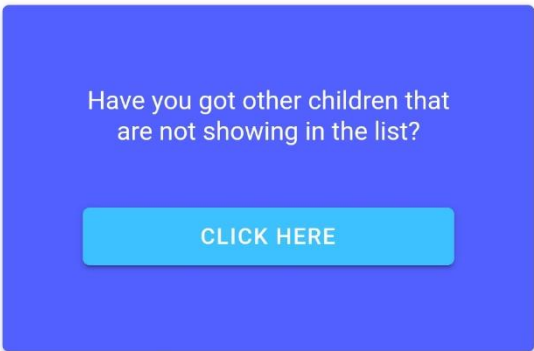 Have you got other children that
are not showing in the list?
CLICK HERE